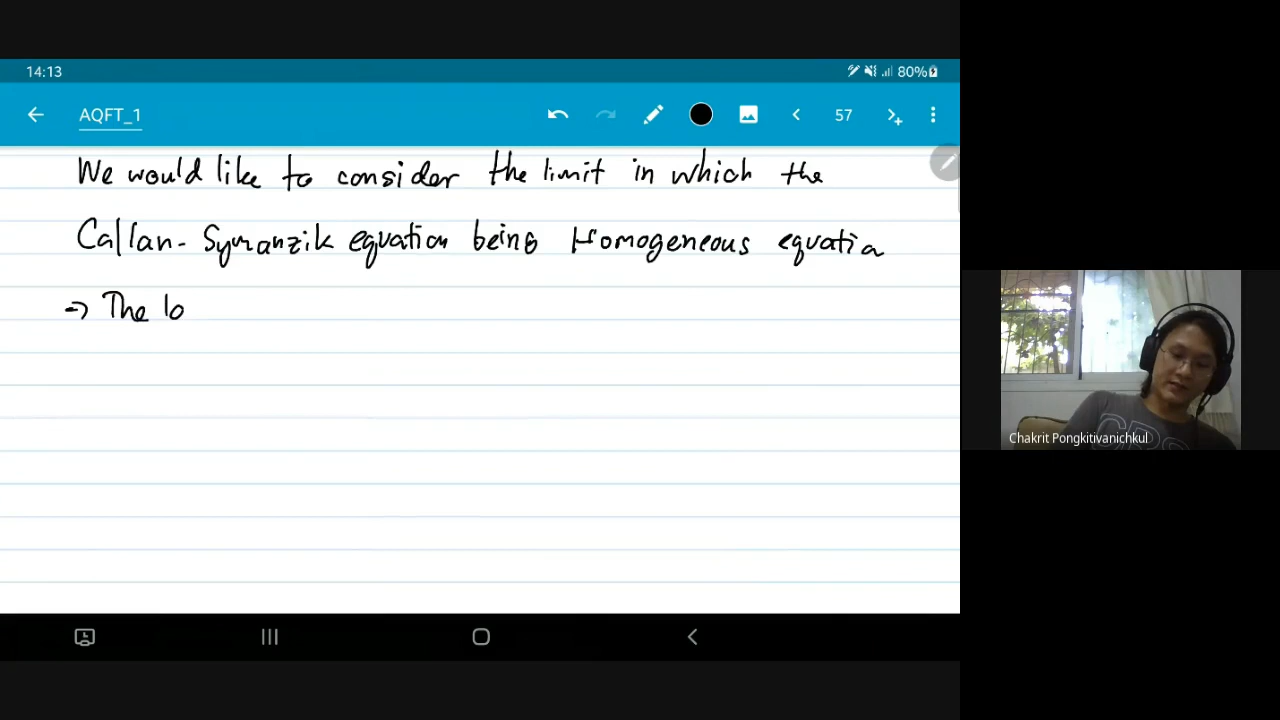 14:13
80%
AQFT_1
57
We would like to consider the limit in which the
Callan-Symanzik equation being Homogeneous equation
⇒ The lo
Chakrit Pongkitivanichkul